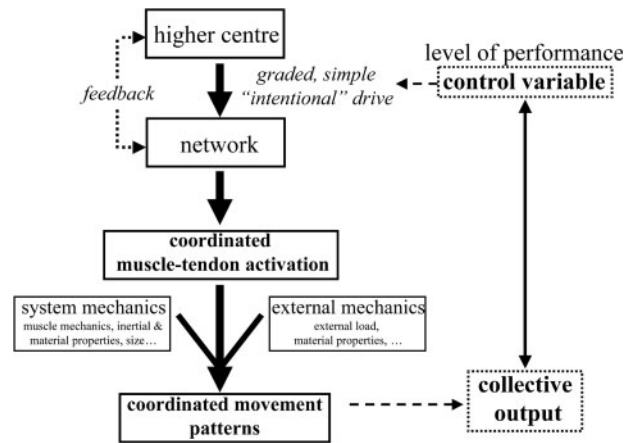 higher centre
level of performance
graded, simple
“intentional” drive
control variable
feedback
network
coordinated
muscle-tendon activation
system mechanics
muscle mechanics, inertial &
material properties, size…
external mechanics
external load,
material properties, …
coordinated movement
patterns
collective
output